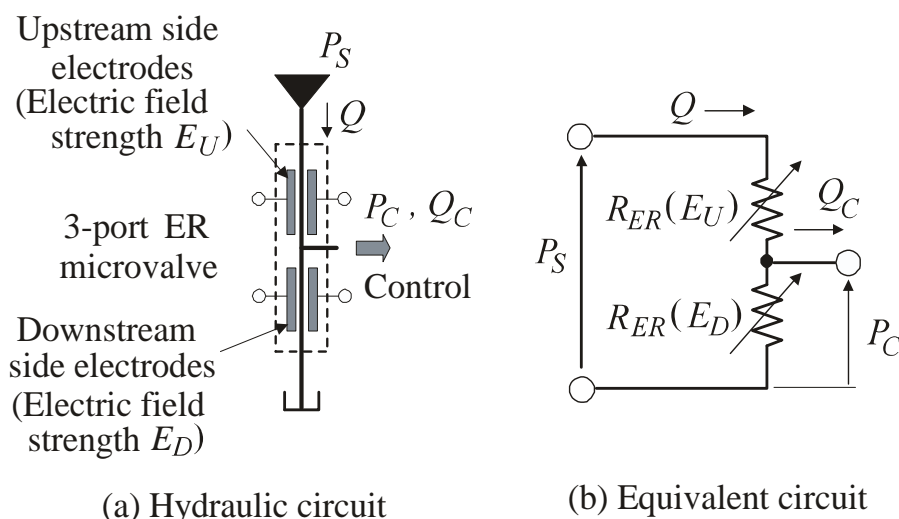 Upstream side
electrodes
(Electric field
strength E_U)
P_S
Q
3-port ER
microvalve
P_C , Q_C
Control
Downstream
side electrodes
(Electric field
strength E_D)
(a) Hydraulic circuit
Q
R_ER(E_U)
Q_C
P_S
R_ER(E_D)
P_C
(b) Equivalent circuit